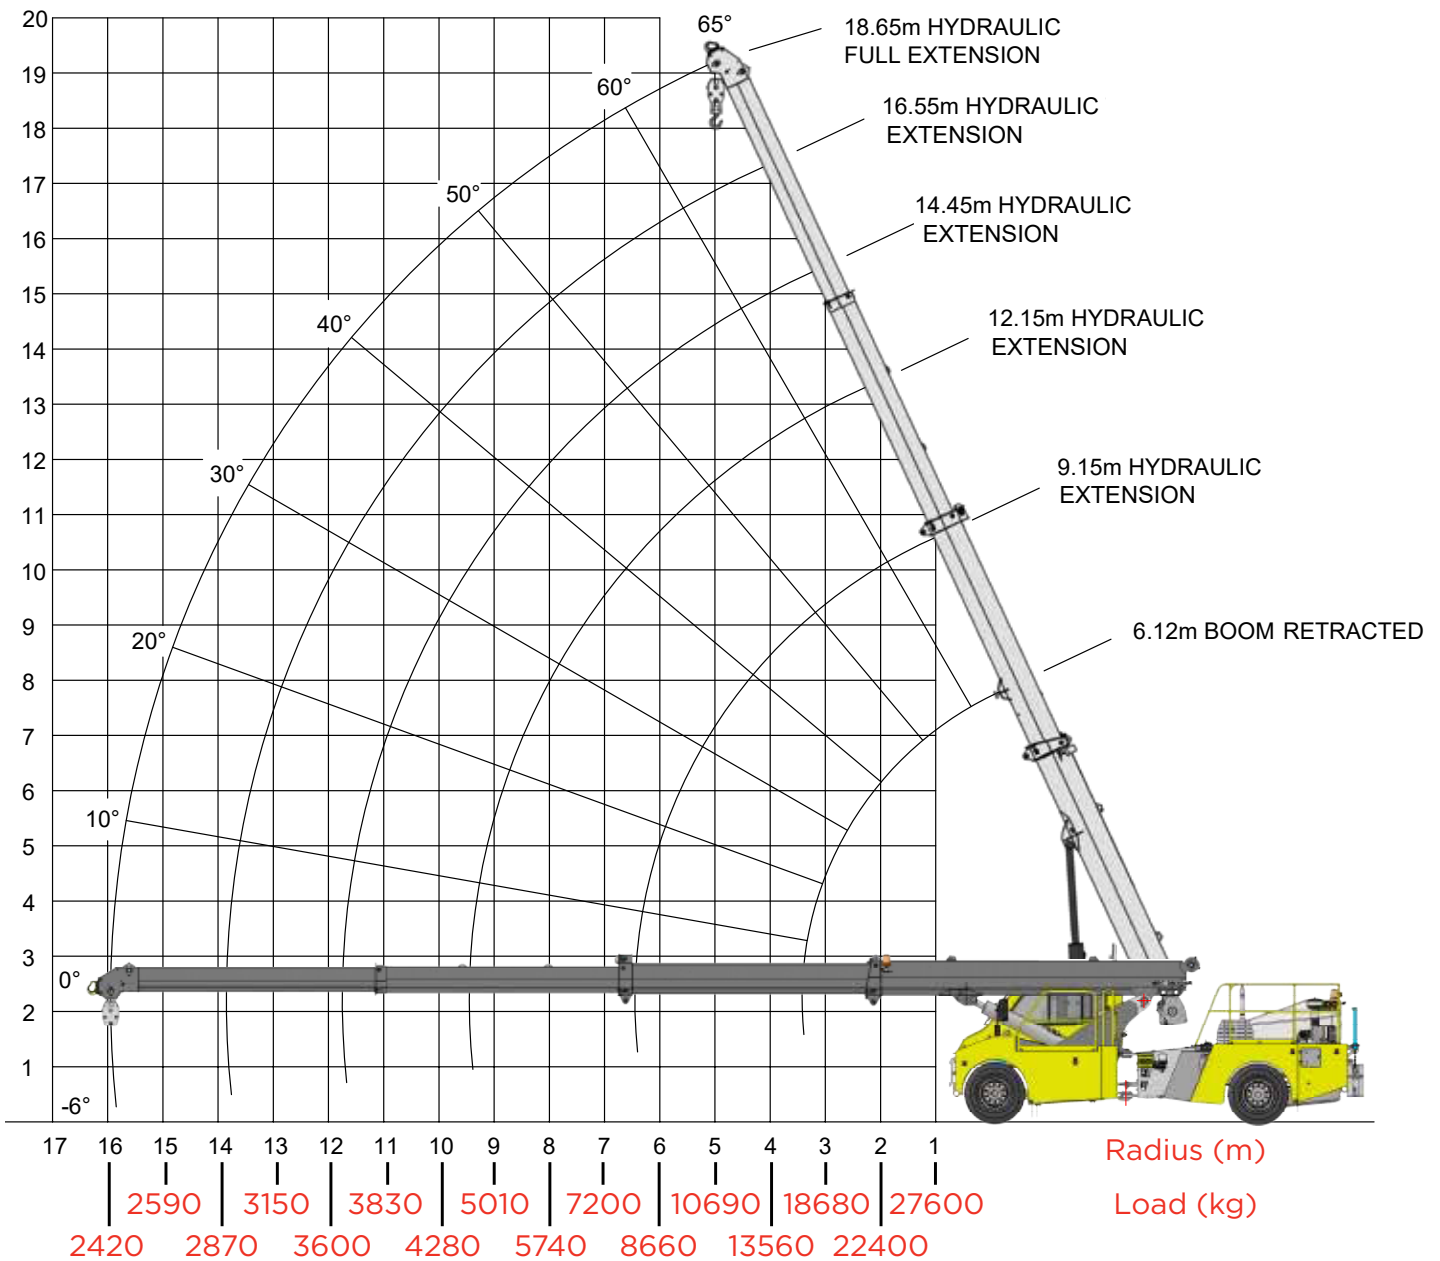 20
65°
18.65m HYDRAULIC
FULL EXTENSION
19
60°
16.55m HYDRAULIC
EXTENSION
18
17
50°
14.45m HYDRAULIC
EXTENSION
16
15
40°
12.15m HYDRAULIC
EXTENSION
14
13
12
30°
9.15m HYDRAULIC
EXTENSION
11
10
9
20°
6.12m BOOM RETRACTED
8
7
6
10°
5
4
3
0°
2
1
-6°
17 16 15 14 13 12 11 10 9 8 7 6 5 4 3 2 1 Radius (m)
2590 3150 3830 5010 7200 10690 18680 27600 Load (kg)
2420 2870 3600 4280 5740 8660 13560 22400